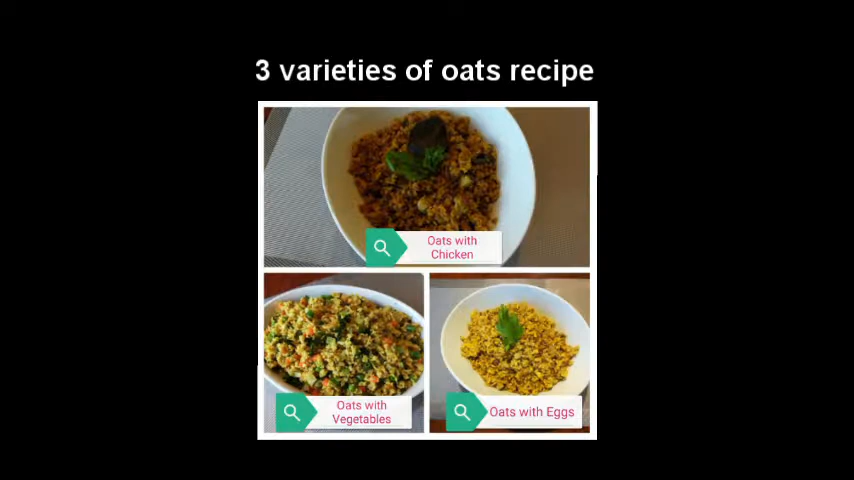 3 varieties of oats recipe
Oats with
Chicken
Oats with
Vegetables
Oats with Eggs